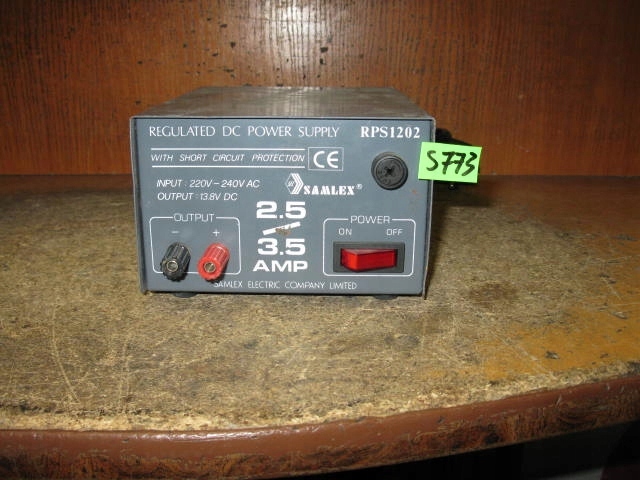 REGULATED DC POWER SUPPLY RPS1202
WITH SHORT CIRCUIT PROTECTION CE
S773
INPUT : 220V - 240V AC
OUTPUT : 13.8V DC
SAMLEX®
2.5
3.5
AMP
OUTPUT
- +
POWER
ON OFF
SAMLEX ELECTRIC COMPANY LIMITED